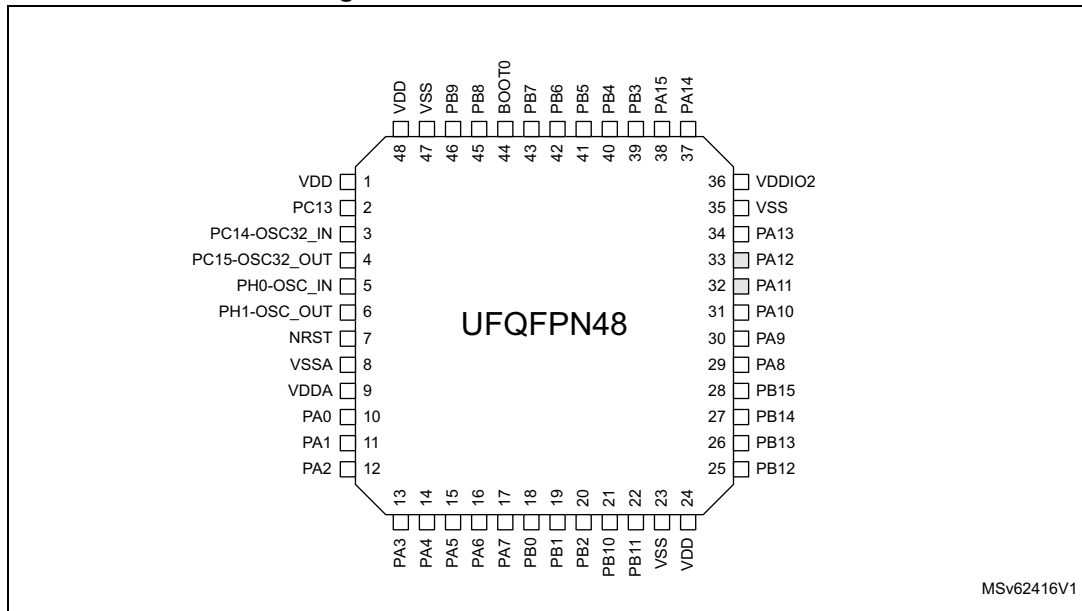 VDD VSS PB9 PB8 BOOT0 PB7 PB6 PB5 PB4 PB3 PA15 PA14
48 47 46 45 44 43 42 41 40 39 38 37
VDD 1 36 VDDIO2
PC13 2 35 VSS
PC14-OSC32_IN 3 34 PA13
PC15-OSC32_OUT 4 33 PA12
PH0-OSC_IN 5 32 PA11
PH1-OSC_OUT 6 31 PA10
UFQFPN48
NRST 7 30 PA9
VSSA 8 29 PA8
VDDA 9 28 PB15
PA0 10 27 PB14
PA1 11 26 PB13
PA2 12 25 PB12
13 14 15 16 17 18 19 20 21 22 23 24
PA3 PA4 PA5 PA6 PA7 PB0 PB1 PB2 PB10 PB11 VSS VDD
MSv62416V1